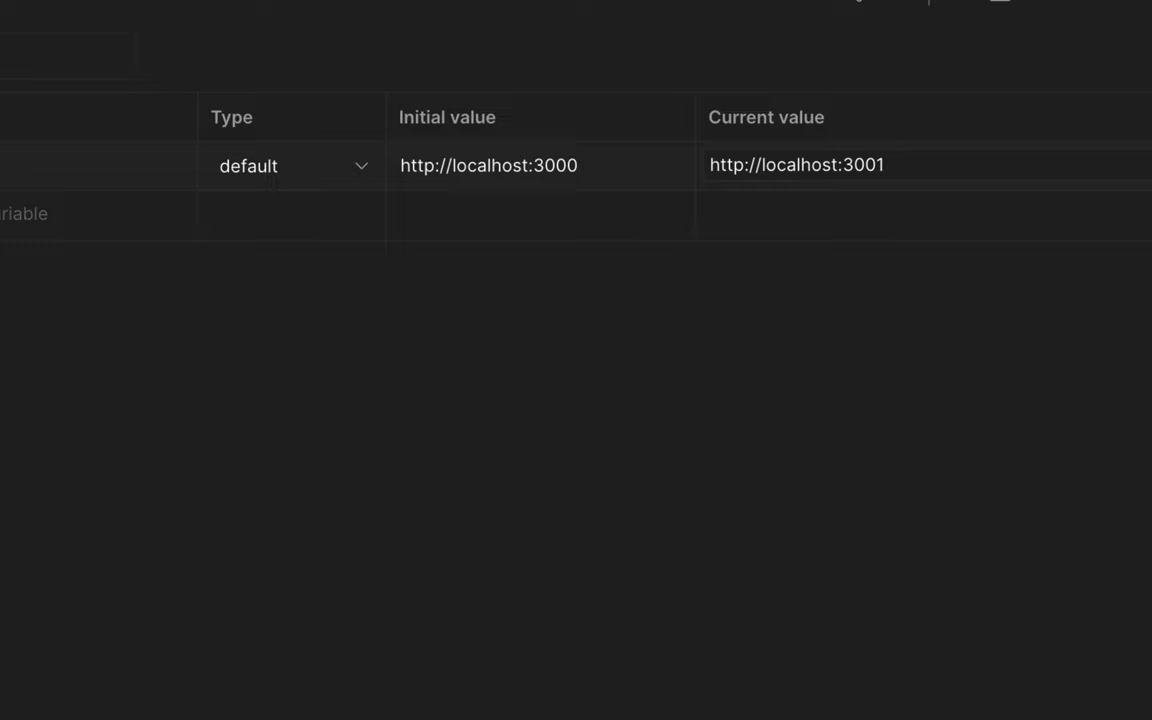 Type Initial value Current value
default http://localhost:3000 http://localhost:3001
riable